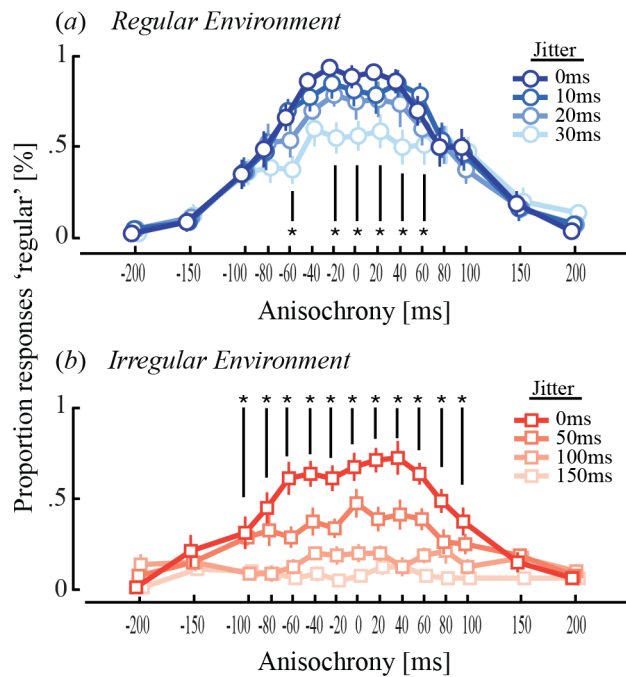 (a) Regular Environment
Jitter
0ms
10ms
20ms
30ms
1
.5
0
* * * * * *
-200 -150 -100 -80 -60 -40 -20 0 20 40 60 80 100 150 200
Anisochrony [ms]
Proportion responses ‘regular’ [%]
(b) Irregular Environment
* * * * * * * * * * *
Jitter
0ms
50ms
100ms
150ms
1
.5
0
-200 -150 -100 -80 -60 -40 -20 0 20 40 60 80 100 150 200
Anisochrony [ms]